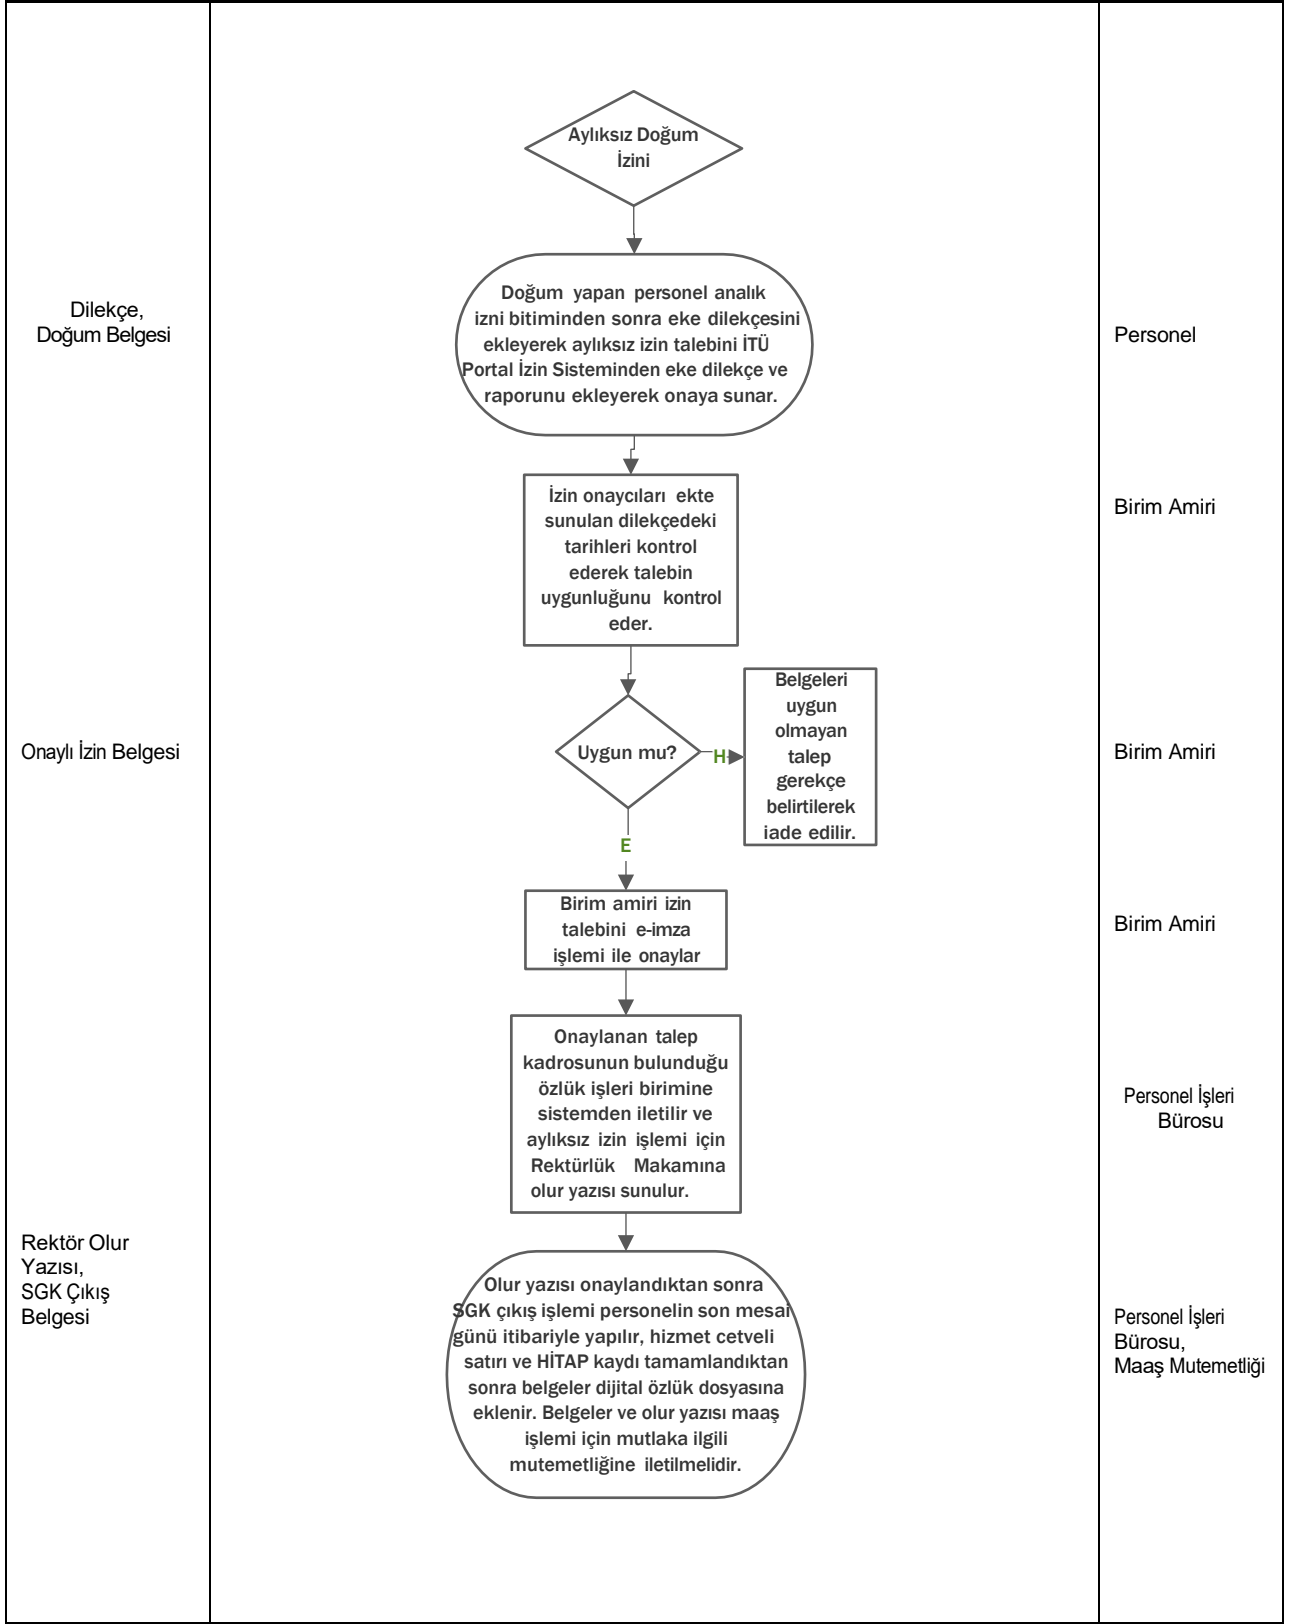 Aylıksız Doğum
İzini
Dilekçe,
Doğum Belgesi
Doğum yapan personel analık
izni bitiminden sonra eke dilekçesini
ekleyerek aylıksız izin talebini İTÜ
Portal İzin Sisteminden eke dilekçe ve
raporunu ekleyerek onaya sunar.
Personel
İzin onaycıları ekte
sunulan dilekçedeki
tarihleri kontrol
ederek talebin
uygunluğunu kontrol
eder.
Birim Amiri
Onaylı İzin Belgesi
Uygun mu?
H
Belgeleri
uygun
olmayan
talep
gerekçe
belirtilerek
iade edilir.
Birim Amiri
E
Birim amiri izin
talebini e-imza
işlemi ile onaylar
Birim Amiri
Onaylanan talep
kadrosunun bulunduğu
özlük işleri birimine
sistemden iletilir ve
aylıksız izin işlemi için
Rektürlük Makamına
olur yazısı sunulur.
Personel İşleri
Bürosu
Rektör Olur
Yazısı,
SGK Çıkış
Belgesi
Olur yazısı onaylandıktan sonra
SGK çıkış işlemi personelin son mesai
günü itibariyle yapılır, hizmet cetveli
satırı ve HİTAP kaydı tamamlandıktan
sonra belgeler dijital özlük dosyasına
eklenir. Belgeler ve olur yazısı maaş
işlemi için mutlaka ilgili
mutemetliğine iletilmelidir.
Personel İşleri
Bürosu,
Maaş Mutemetliği